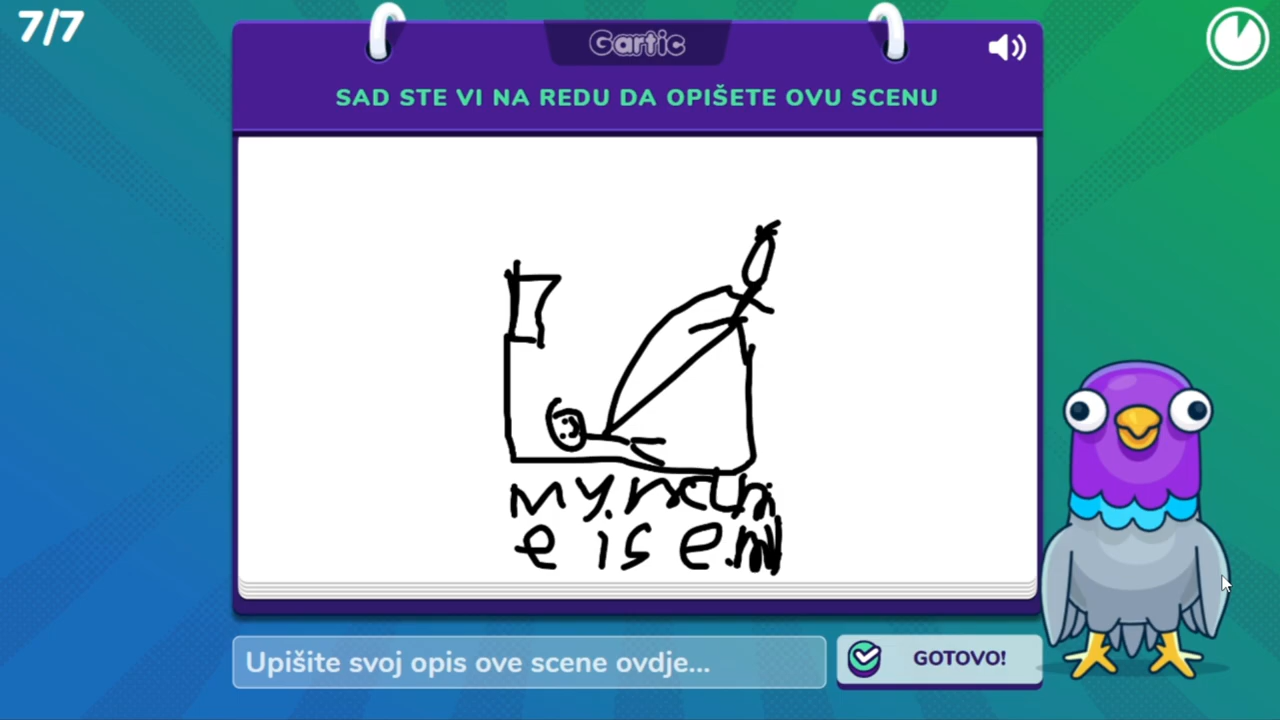 7/7
Gartic
SAD STE VI NA REDU DA OPIŠETE OVU SCENU
e is
Upišite svoj opis ove scene ovdje...
GOTOVO!